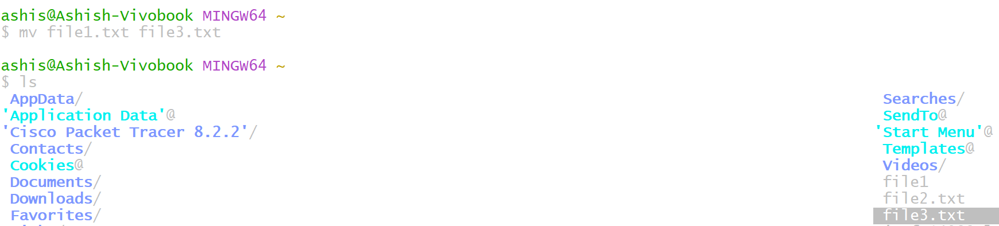 ashis@Ashish-Vivobook MINGW64 ~
$ mv file1.txt file3.txt
ashis@Ashish-Vivobook MINGW64 ~
$ ls
AppData/ Searches/
'Application Data'@ SendTo@
'Cisco Packet Tracer 8.2.2'/ 'Start Menu'@
Contacts/ Templates@
Cookies@ Videos/
Documents/ file1
Downloads/ file2.txt
Favorites/ file3.txt